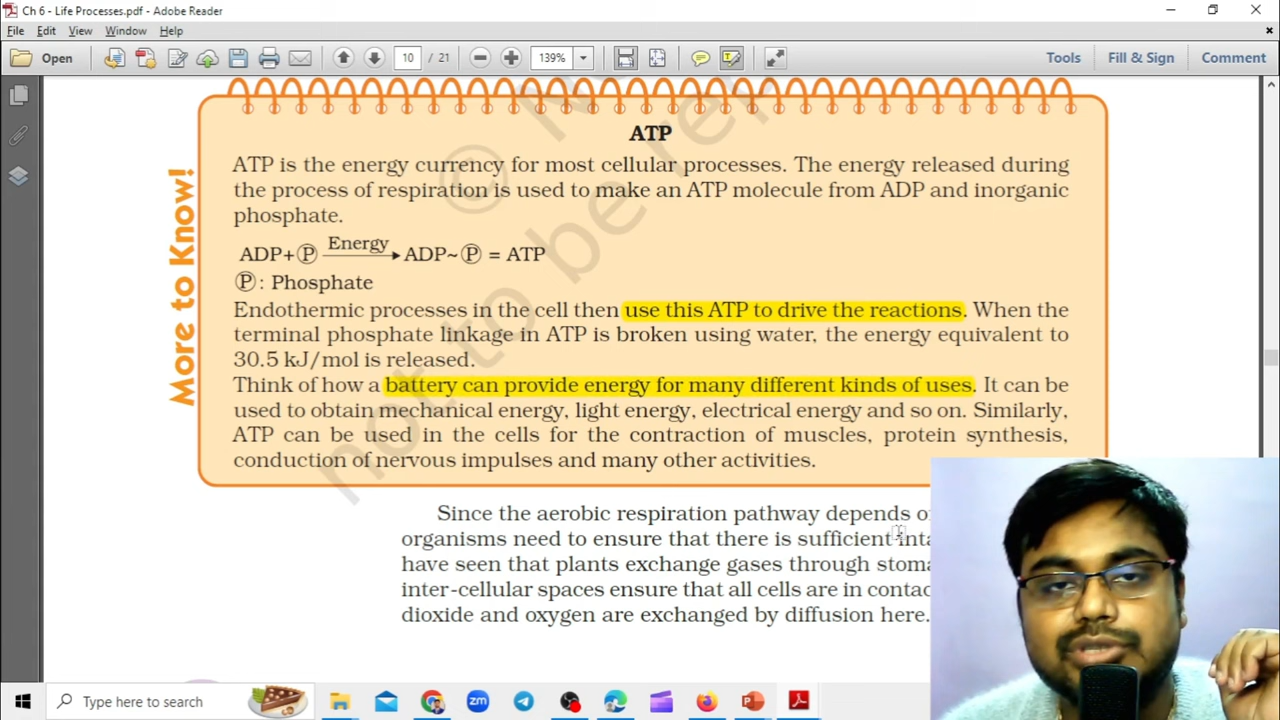 Ch 6 - Life Processes.pdf - Adobe Reader
File Edit View Window Help
Open 10 / 21 139% Tools Fill & Sign Comment
More to Know!
ATP
ATP is the energy currency for most cellular processes. The energy released during
the process of respiration is used to make an ATP molecule from ADP and inorganic
phosphate.
ADP+Ⓟ Energy→ ADP~Ⓟ = ATP
Ⓟ: Phosphate
Endothermic processes in the cell then use this ATP to drive the reactions. When the
terminal phosphate linkage in ATP is broken using water, the energy equivalent to
30.5 kJ/mol is released.
Think of how a battery can provide energy for many different kinds of uses. It can be
used to obtain mechanical energy, light energy, electrical energy and so on. Similarly,
ATP can be used in the cells for the contraction of muscles, protein synthesis,
conduction of nervous impulses and many other activities.
Since the aerobic respiration pathway depends
organisms need to ensure that there is sufficient
have seen that plants exchange gases through
inter-cellular spaces ensure that all cells are in
dioxide and oxygen are exchanged by diffusion here.
© 
not to be
Type here to search
zm